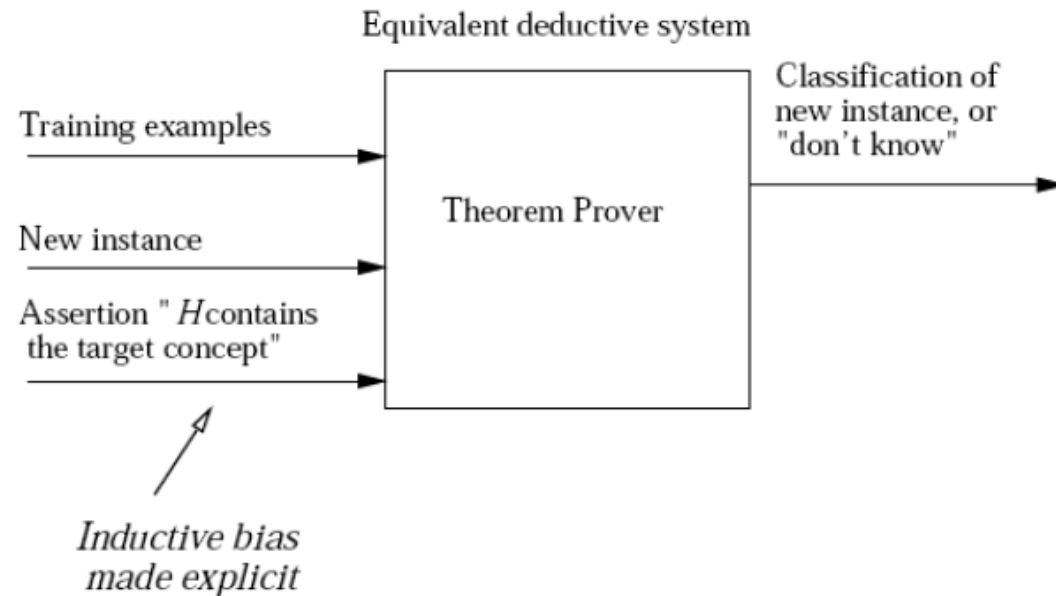 Equivalent deductive system
Training examples
New instance
Assertion " H contains
the target concept"
Theorem Prover
Classification of
new instance, or
"don't know"
Inductive bias
made explicit